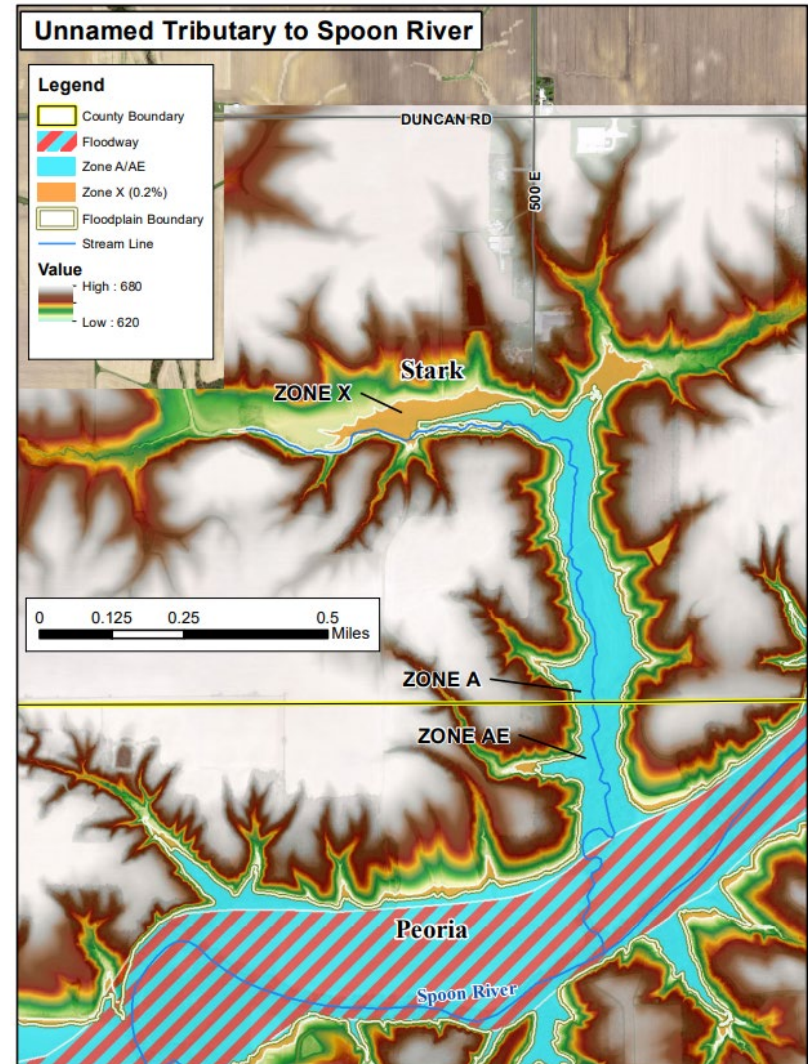 Unnamed Tributary to Spoon River
Legend
County Boundary
Floodway
Zone A/AE
Zone X (0.2%)
Floodplain Boundary
Stream Line
Value
High : 680
Low : 620
DUNCAN RD
500 E
Stark
ZONE X
0 0.125 0.25 0.5
Miles
ZONE A
ZONE AE
Peoria
Spoon River